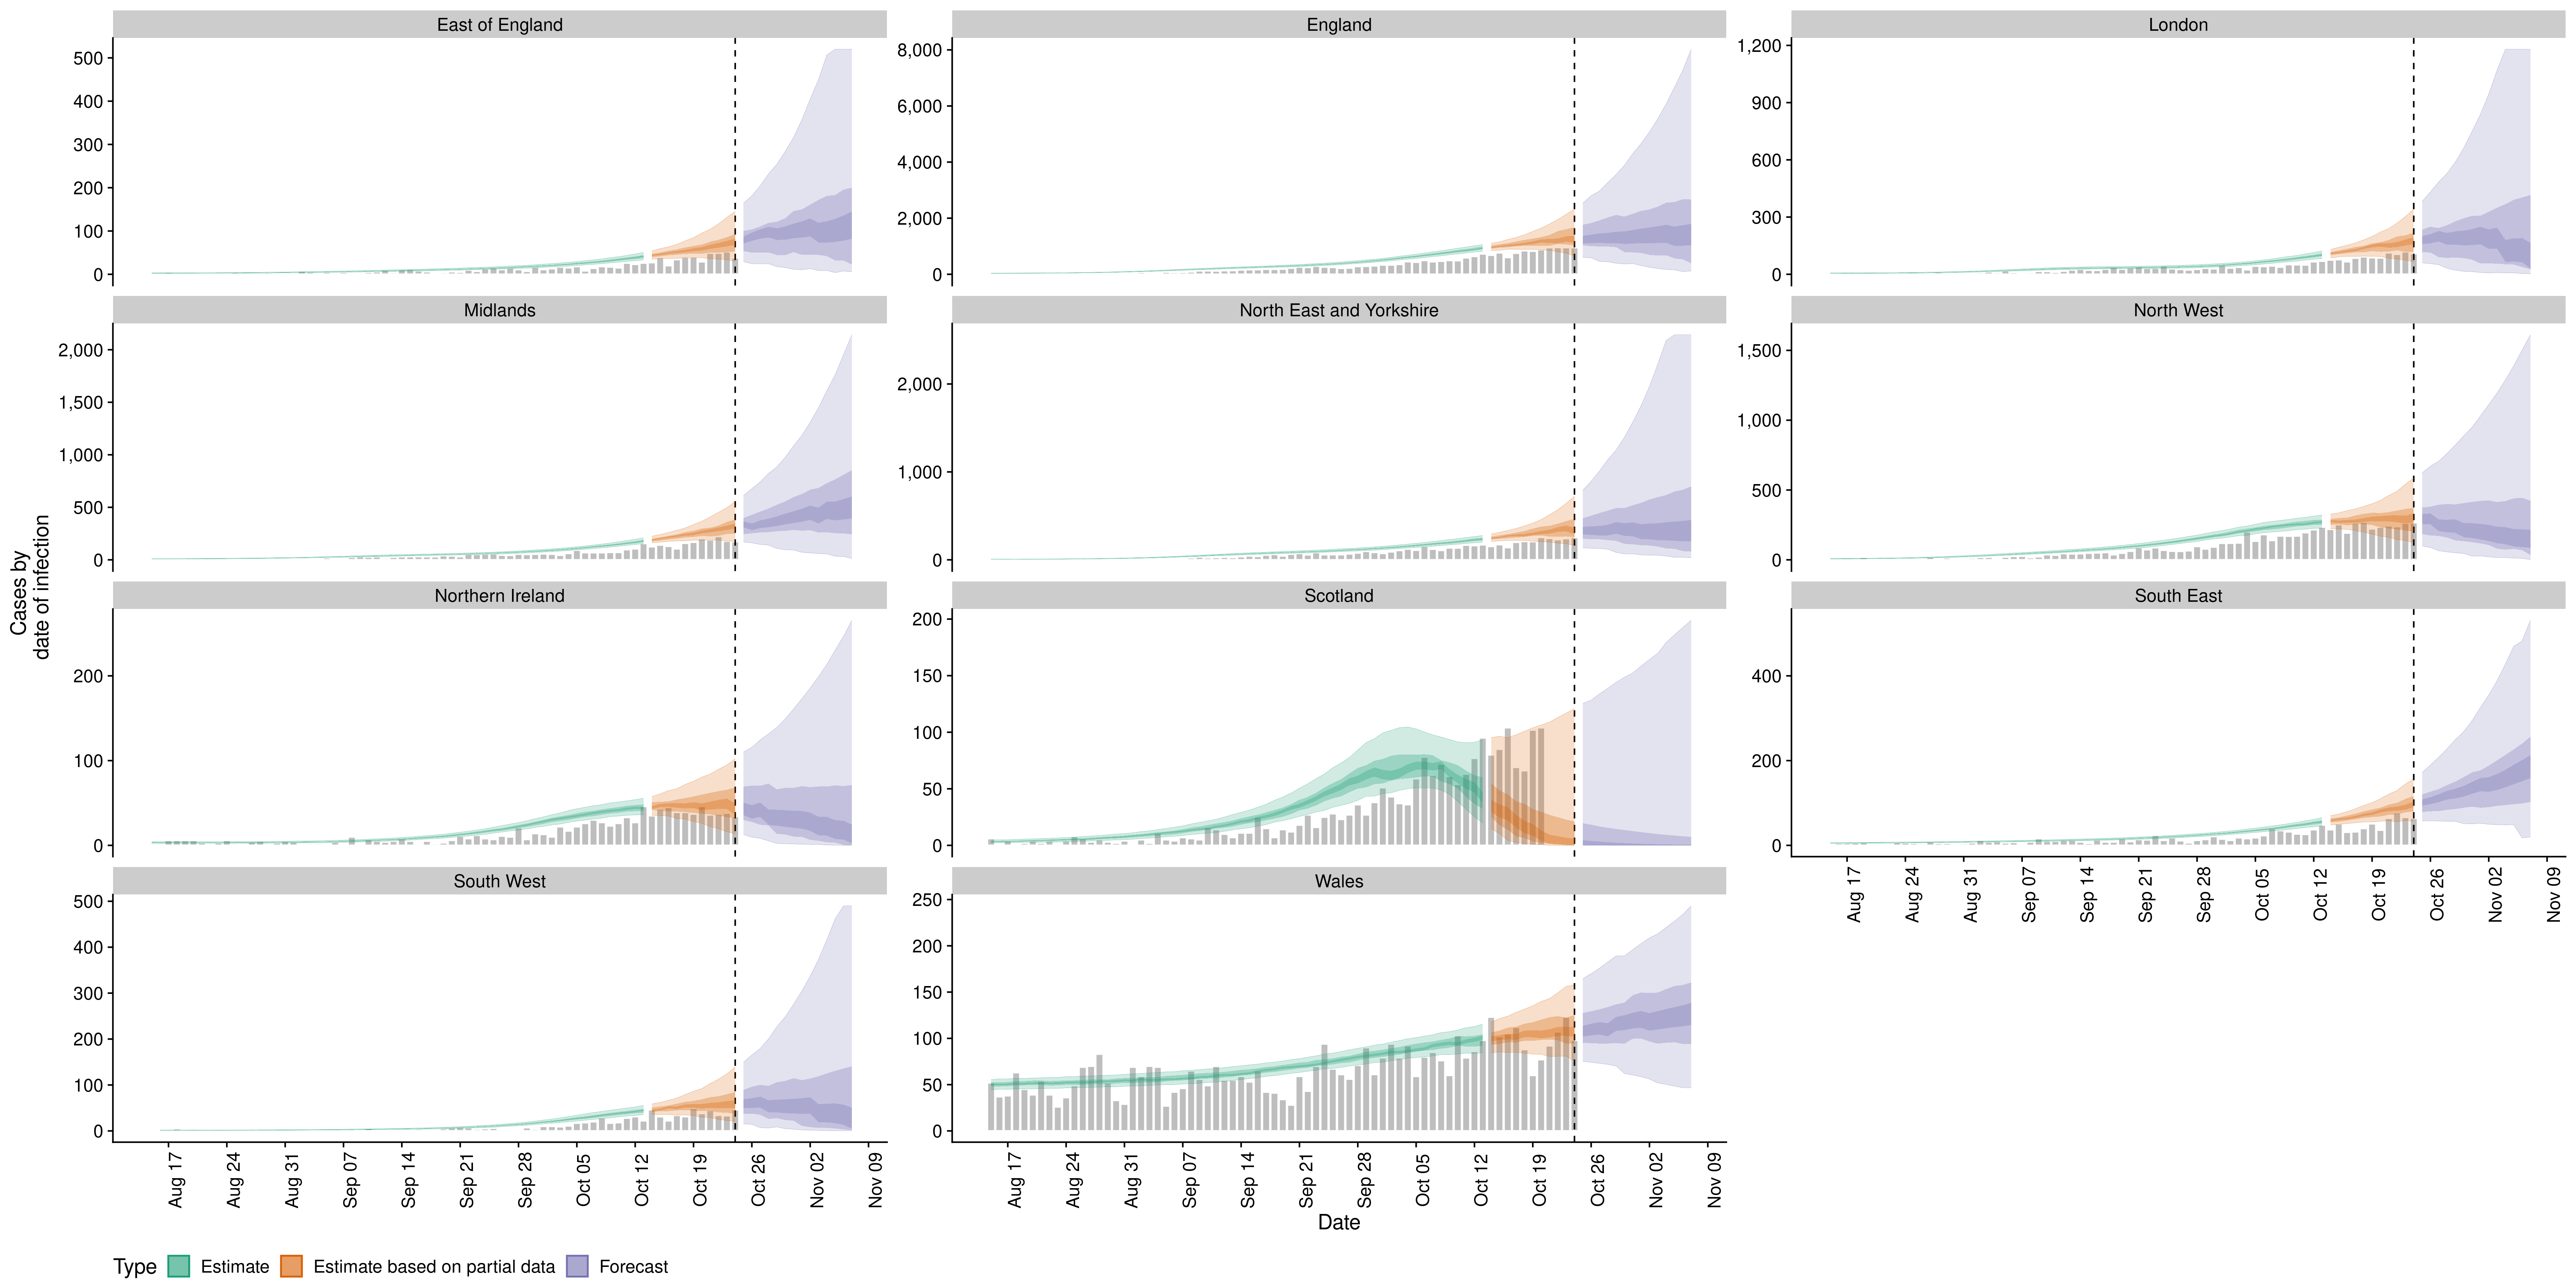 East of England
England
London
500
400
300
200
100
0
8,000
6,000
4,000
2,000
0
1,200
900
600
300
0
Midlands
North East and Yorkshire
North West
2,000
1,500
1,000
500
0
2,000
1,000
0
1,500
1,000
500
0
Cases by
date of infection
Northern Ireland
Scotland
South East
200
100
0
200
150
100
50
0
400
200
0
Aug 17 Aug 24 Aug 31 Sep 07 Sep 14 Sep 21 Sep 28 Oct 05 Oct 12 Oct 19 Oct 26 Nov 02 Nov 09
South West
Wales
500
400
300
200
100
0
250
200
150
100
50
0
Aug 17 Aug 24 Aug 31 Sep 07 Sep 14 Sep 21 Sep 28 Oct 05 Oct 12 Oct 19 Oct 26 Nov 02 Nov 09
Aug 17 Aug 24 Aug 31 Sep 07 Sep 14 Sep 21 Sep 28 Oct 05 Oct 12 Oct 19 Oct 26 Nov 02 Nov 09
Date
Type Estimate Estimate based on partial data Forecast